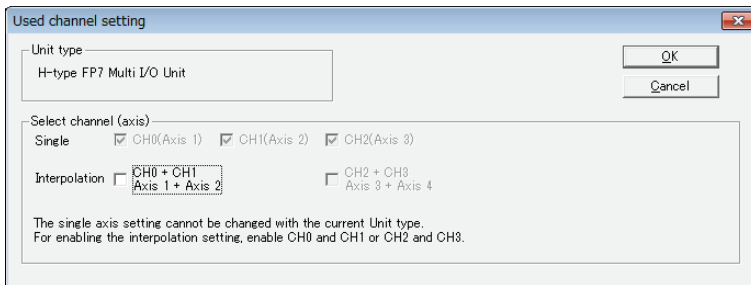 Used channel setting
Unit type
H-type FP7 Multi I/O Unit
OK
Cancel
Select channel (axis)
Single CH0(Axis 1) CH1(Axis 2) CH2(Axis 3)
Interpolation CH0 + CH1 CH2 + CH3
Axis 1 + Axis 2 Axis 3 + Axis 4
The single axis setting cannot be changed with the current Unit type.
For enabling the interpolation setting, enable CH0 and CH1 or CH2 and CH3.